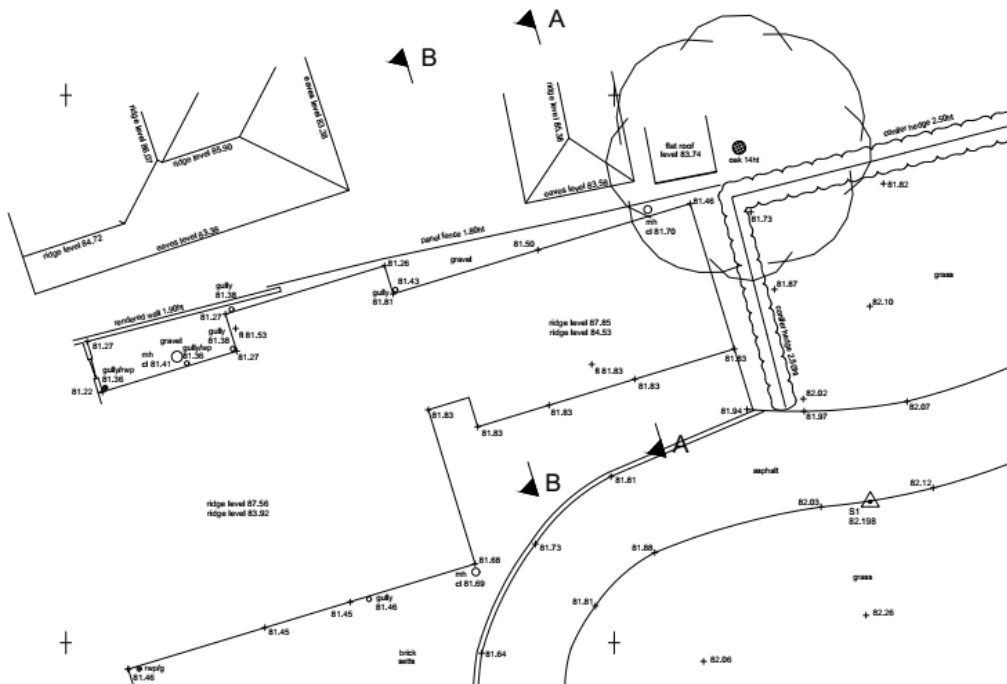 A
B
ridge level 86.07
ridge level 85.90
eaves level 83.38
ridge level 85.38
flat roof
level 83.74
oak 14ht
conifer hedge 2.50ht
81.82
ridge level 84.72
eaves level 83.38
eaves level 83.58
81.46
mh
cl 81.70
81.73
panel fence 1.80ht
gravel
81.50
81.26
81.43
gully
81.81
grass
81.87
82.10
conifer hedge 2.50ht
rendered wall 1.90ht
gully
81.38
81.27
gravel
gully
81.38
fl 81.53
81.27
81.27
mh
cl 81.41
gully/wp
81.36
gully/rwp
81.36
81.22
ridge level 87.85
ridge level 84.53
81.83
fl 81.83
81.83
81.83
81.83
81.83
81.94
82.02
81.97
82.07
A
B
asphalt
81.81
82.12
82.03
S1
82.198
ridge level 87.56
ridge level 83.92
81.73
81.88
81.68
mh
cl 81.69
grass
81.81
gully
81.46
81.45
81.45
82.26
brick
setts
81.64
82.06
rwp/g
81.46